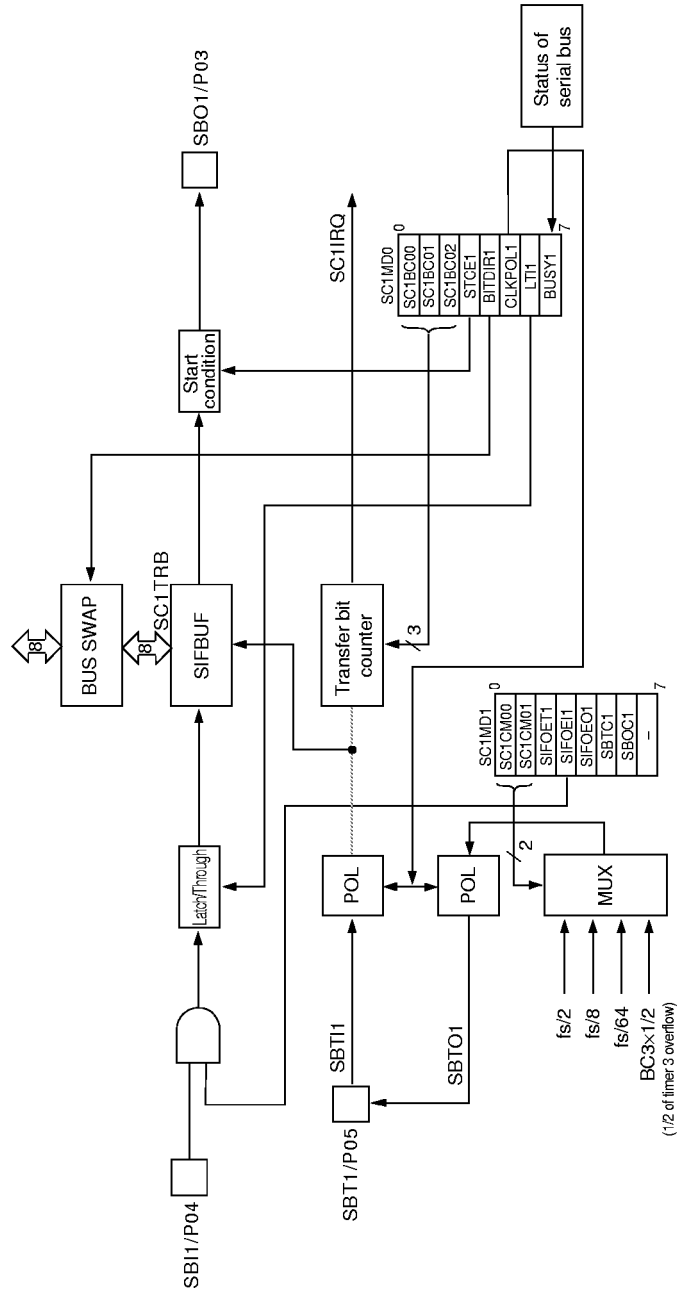 SBI1/P04
Latch/Through
8
BUS SWAP
8
SC1TRB
SIFBUF
Start
condition
SBO1/P03
SBT1/P05
SBTI1
SBTO1
POL
POL
Transfer bit
counter
3
SC1IRQ
fs/2
fs/8
fs/64
BC3×1/2
(1/2 of timer 3 overflow)
MUX
2
SC1MD1
0
SC1CM00
SC1CM01
SIFOET1
SIFOEI1
SIFOEO1
SBTC1
SBOC1
–
7
SC1MD0
0
SC1BC00
SC1BC01
SC1BC02
STCE1
BITDIR1
CLKPOL1
LTI1
BUSY1
7
Status of
serial bus